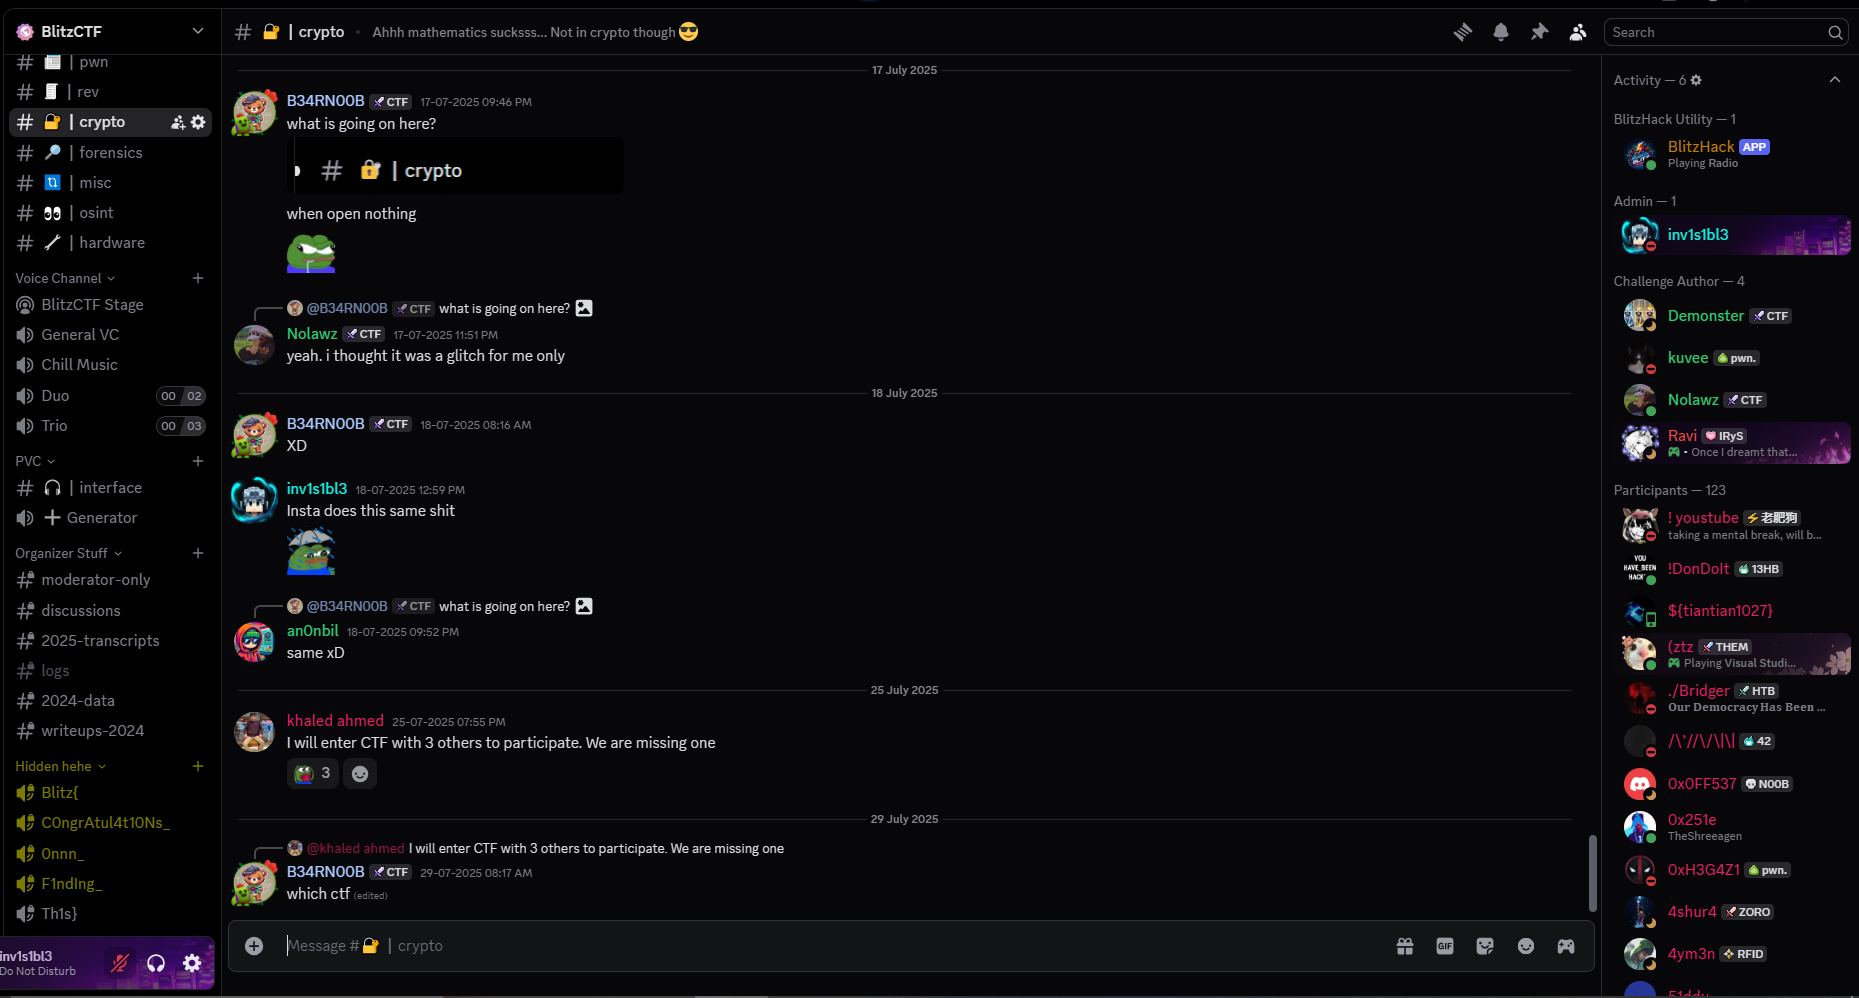 BlitzCTF
# | crypto • Ahhh mathematics sucksss... Not in crypto though
Search
# | pwn
# | rev
# | crypto
# | forensics
# | misc
# | osint
# | hardware
Voice Channel
BlitzCTF Stage
General VC
Chill Music
Duo 00 02
Trio 00 03
PVC
# | interface
Generator
Organizer Stuff
moderator-only
discussions
2025-transcripts
logs
2024-data
writeups-2024
Hidden hehe
Blitz{
C0ngrAtul4t10Ns_
0nnn_
F1ndIng_
Th1s}
inv1s1bl3
Do Not Disturb
17 July 2025
B34RN00B CTF 17-07-2025 09:46 PM
what is going on here?
# | crypto
when open nothing
@B34RN00B CTF what is going on here?
Nolawz CTF 17-07-2025 11:51 PM
yeah. i thought it was a glitch for me only
18 July 2025
B34RN00B CTF 18-07-2025 08:16 AM
XD
inv1s1bl3 18-07-2025 12:59 PM
Insta does this same shit
@B34RN00B CTF what is going on here?
an0nbil 18-07-2025 09:52 PM
same xD
25 July 2025
khaled ahmed 25-07-2025 07:55 PM
I will enter CTF with 3 others to participate. We are missing one
3
29 July 2025
@khaled ahmed I will enter CTF with 3 others to participate. We are missing one
B34RN00B CTF 29-07-2025 08:17 AM
which ctf (edited)
Message # | crypto
GIF
Activity — 6
BlitzHack Utility — 1
BlitzHack APP
Playing Radio
Admin — 1
inv1s1bl3
Challenge Author — 4
Demonster CTF
kuvee pwn.
Nolawz CTF
Ravi IRyS
• Once I dreamt that...
Participants — 123
! youstube ⚡老肥狗
taking a mental break, will b...
YOU
HAVE BEEN
HACK
!DonDoIt 13HB
${tiantian1027}
(ztz THEM
Playing Visual Studi...
./Bridger HTB
Our Democracy Has Been ...
/\'//\/\|\| 42
0x0FF537 N00B
0x251e
TheShreeagen
0xH3G4Z1 pwn.
4shur4 ZORO
4ym3n RFID